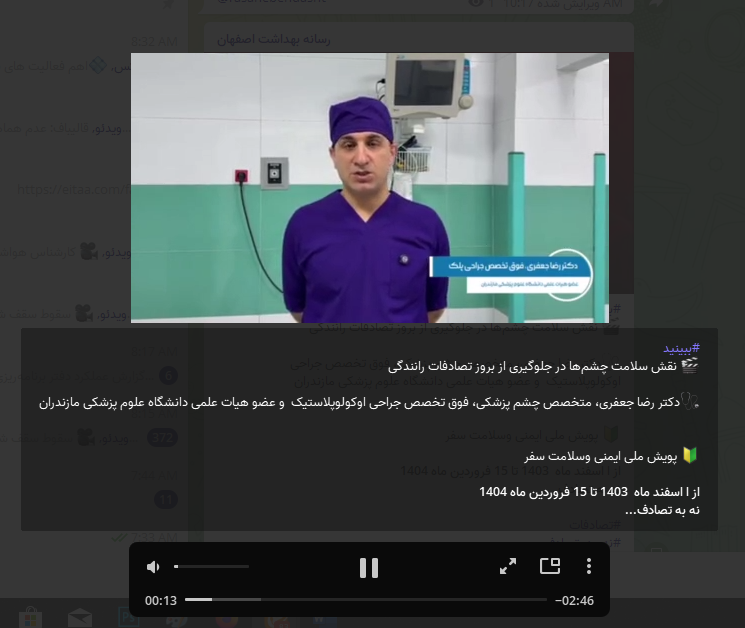 رسانه بهداشت اصفهان
دکتر رضا جعفری، فوق تخصص جراحی پلک
عضو هیات علمی دانشگاه علوم پزشکی مازندران
#ببینید
🎬 نقش سلامت چشم‌ها در جلوگیری از بروز تصادفات رانندگی
🩺دکتر رضا جعفری، متخصص چشم پزشکی، فوق تخصص جراحی اوکولوپلاستیک و عضو هیات علمی دانشگاه علوم پزشکی مازندران
🔰 پویش ملی ایمنی وسلامت سفر
از ا اسفند ماه 1403 تا 15 فروردین ماه 1404
نه به تصادف...
00:13
−02:46